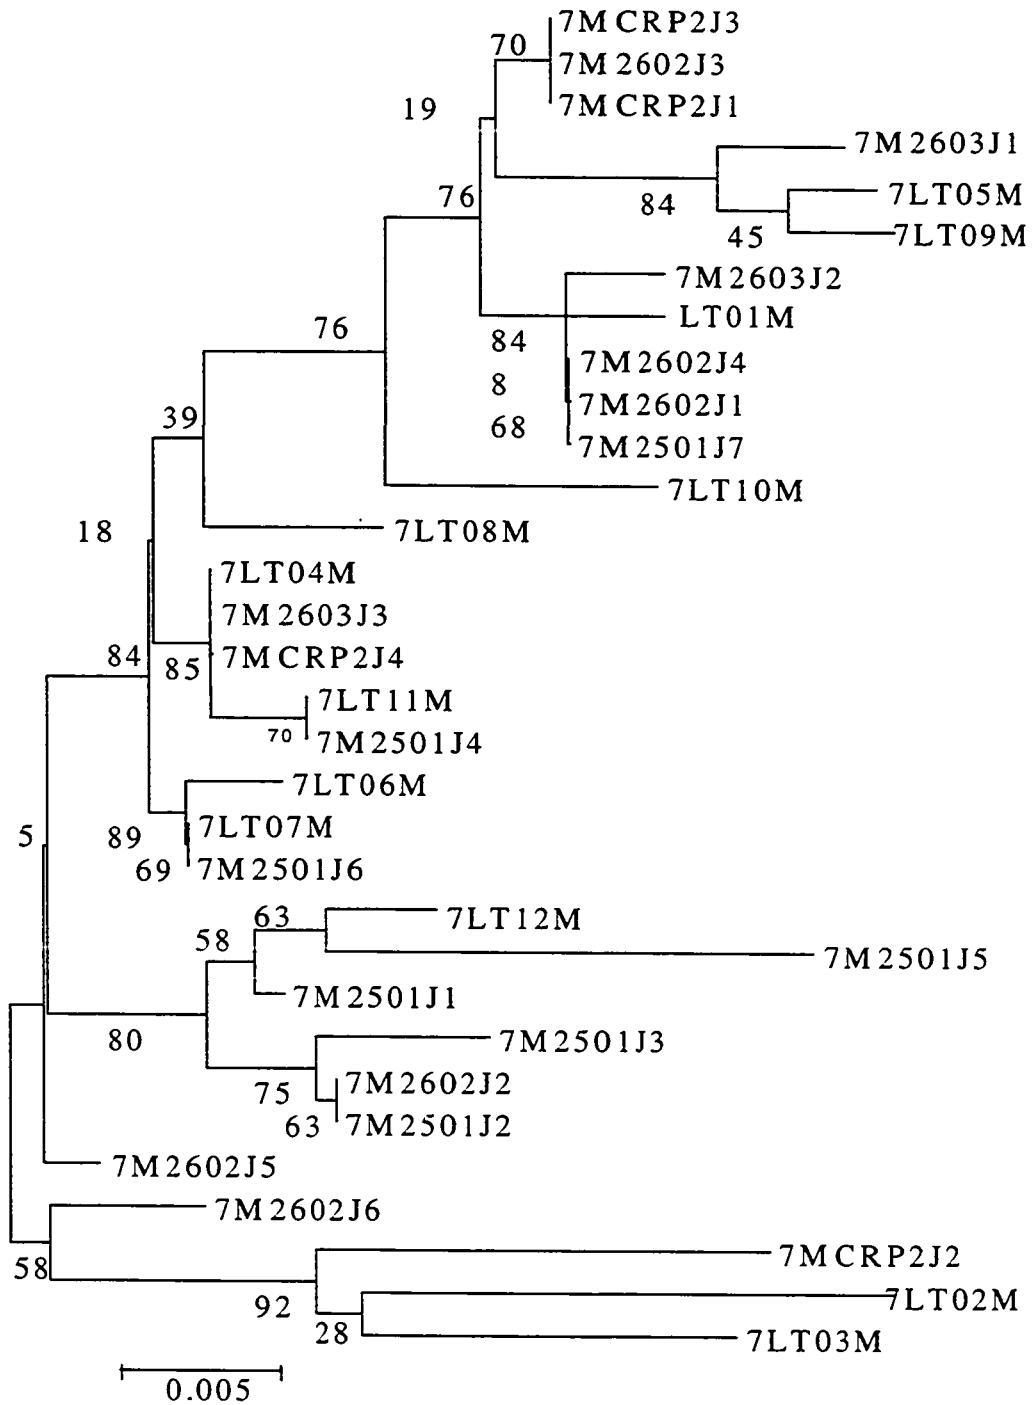 7MCRP2J3
70
7M2602J3
7MCRP2J1
19
7M2603J1
7LT05M
76
84
7LT09M
45
7M2603J2
LT01M
76
84
7M2602J4
8
7M2602J1
39
68
7M2501J7
7LT10M
18
7LT08M
7LT04M
7M2603J3
84
7MCRP2J4
85
7LT11M
70
7M2501J4
7LT06M
5
89
7LT07M
69
7M2501J6
63
7LT12M
58
7M2501J5
7M2501J1
80
7M2501J3
7M2602J2
75
63
7M2501J2
7M2602J5
7M2602J6
58
7MCRP2J2
92
7LT02M
28
7LT03M
0.005